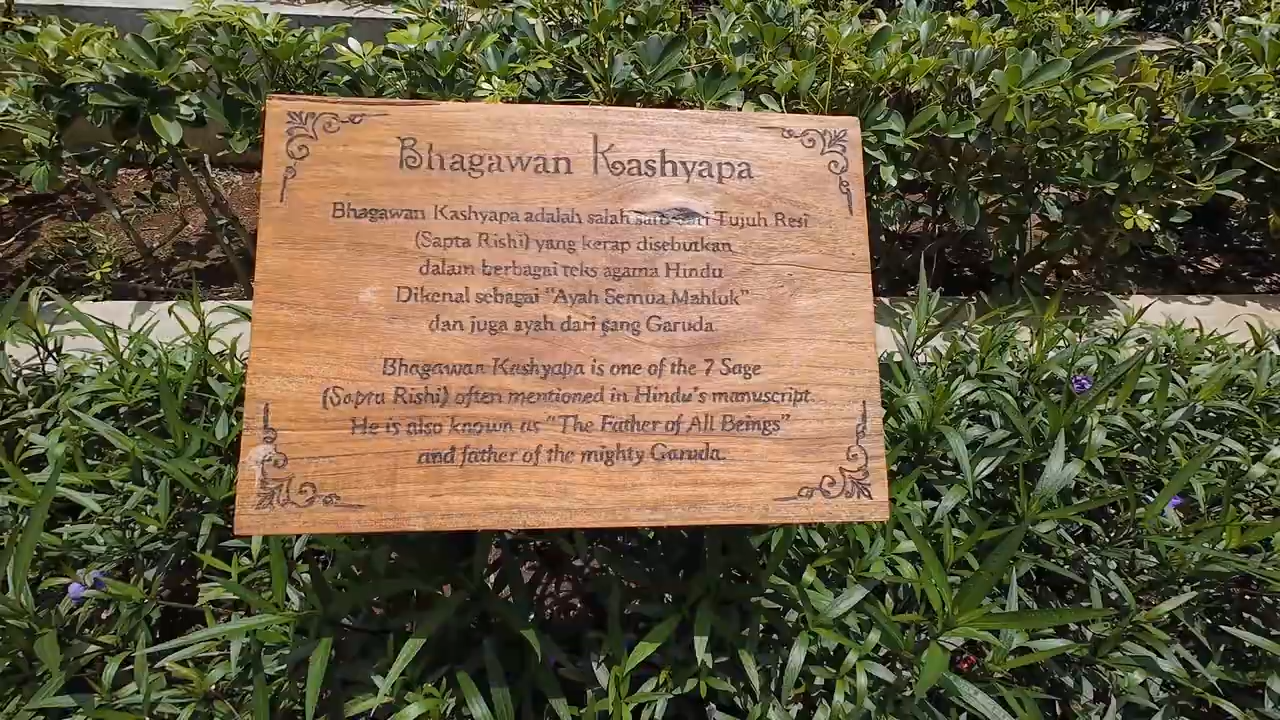 Bhagawan Kashyapa
Bhagawan Kashyapa adalah salah satu dari Tujuh Resi
(Sapta Rishi) yang kerap disebutkan
dalam berbagai teks agama Hindu
Dikenal sebagai "Ayah Semua Mahluk"
dan juga ayah dari sang Garuda
Bhagawan Kashyapa is one of the 7 Sage
(Sapta Rishi) often mentioned in Hindu's manuscript.
He is also known as "The Father of All Beings"
and father of the mighty Garuda.